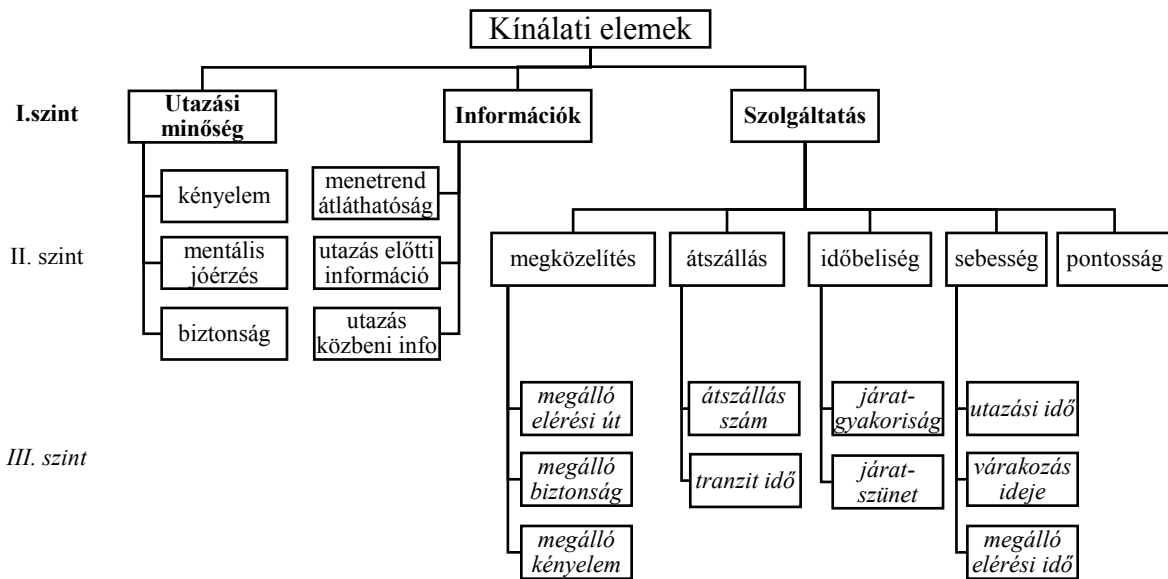 Kínálati elemek
I.szint
Utazási
minőség
Információk
Szolgáltatás
kényelem
menetrend
átláthatóság
II. szint
mentális
jóérzés
utazás előtti
információ
megközelítés
átszállás
időbeliség
sebesség
pontosság
biztonság
utazás
közbeni info
III. szint
megálló
elérési út
átszállás
szám
járat-
gyakoriság
utazási idő
megálló
biztonság
tranzit idő
járat-
szünet
várakozás
ideje
megálló
kényelem
megálló
elérési idő